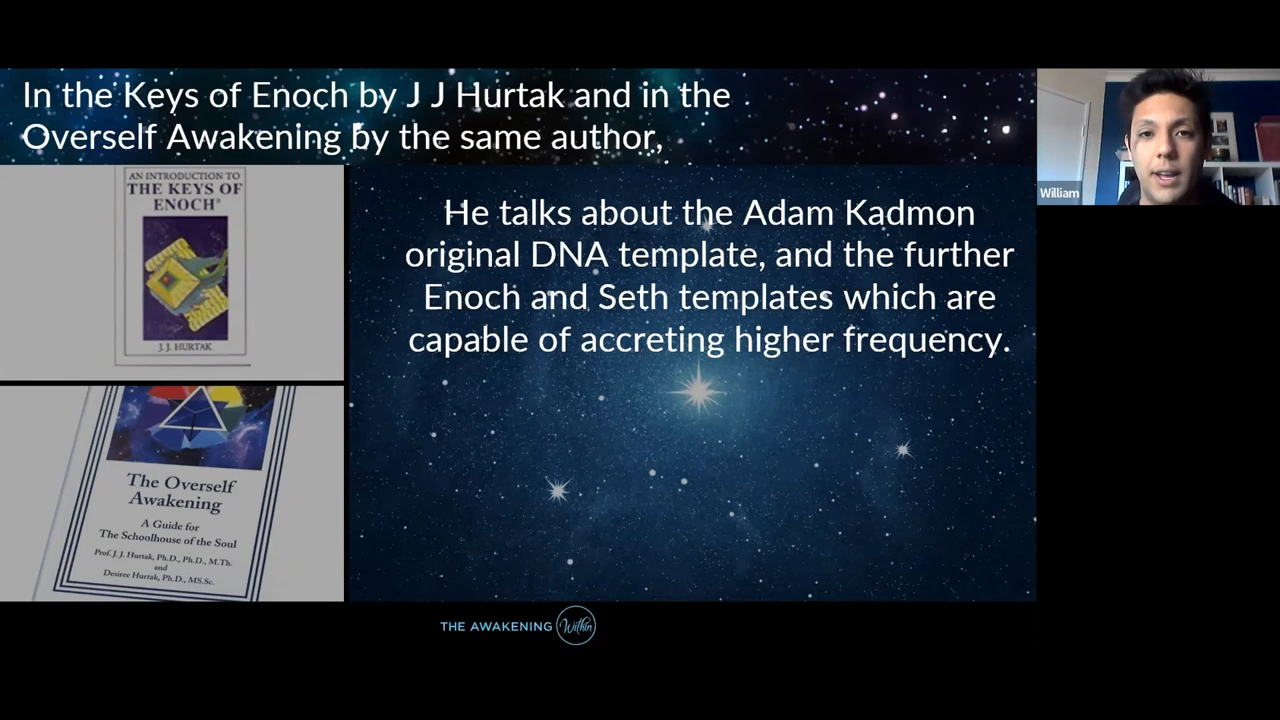 In the Keys of Enoch by J J Hurtak and in the
Overself Awakening by the same author,
AN INTRODUCTION TO
THE KEYS OF
ENOCH®
J.J. HURTAK
The Overself
Awakening
A Guide for
The Schoolhouse of the Soul
Prof. J.J. Hurtak, Ph.D., Ph.D., M.Th.
and
Desiree Hurtak, Ph.D., MS.Sc.
He talks about the Adam Kadmon
original DNA template, and the further
Enoch and Seth templates which are
capable of accreting higher frequency.
William
THE AWAKENING Within